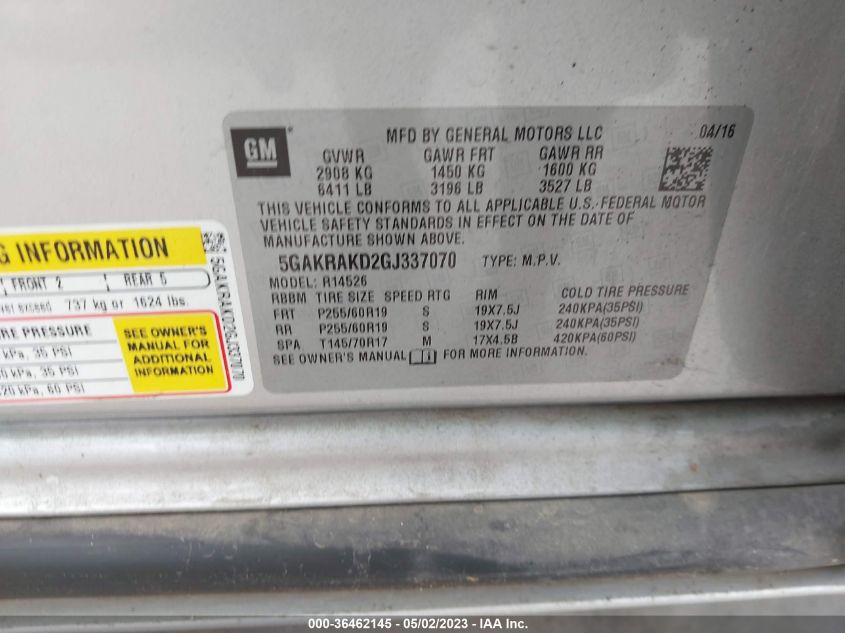 GM
MFD BY GENERAL MOTORS LLC 04/16
GVWR GAWR FRT GAWR RR
2908 KG 1450 KG 1600 KG
6411 LB 3196 LB 3527 LB
THIS VEHICLE CONFORMS TO ALL APPLICABLE U.S. FEDERAL MOTOR
VEHICLE SAFETY STANDARDS IN EFFECT ON THE DATE OF
MANUFACTURE SHOWN ABOVE.
5GAKRAKD2GJ337070 TYPE: M.P.V.
MODEL: R14526
RBBM TIRE SIZE SPEED RTG RIM COLD TIRE PRESSURE
FRT P255/60R19 S 19X7.5J 240KPA(35PSI)
RR P255/60R19 S 19X7.5J 240KPA(35PSI)
SPA T145/70R17 M 17X4.5B 420KPA(60PSI)
SEE OWNER'S MANUAL FOR MORE INFORMATION.
G INFORMATION
FRONT 2 REAR 5
exceed 737 kg or 1624 lbs.
RE PRESSURE
kPa, 35 PSI
0 kPa, 35 PSI
20 kPa, 60 PSI
SEE OWNER'S
MANUAL FOR
ADDITIONAL
INFORMATION
5GAKRAKD2GJ337070
000-36462145 - 05/02/2023 - IAA Inc.